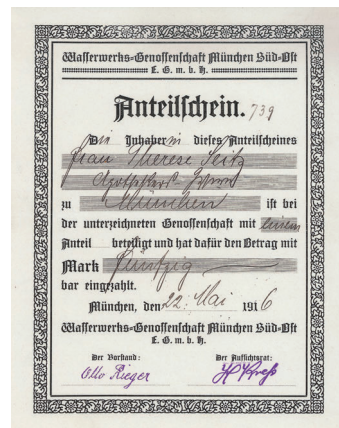 Wasserwerks-Genossenschaft München Süd-Ost
E. G. m. b. H.
Anteilschein. 739
Die Inhaberin dieses Anteilscheines
Frau Therese Seitz
zu München ist bei
der unterzeichneten Genossenschaft mit einem
Anteil beteiligt und hat dafür den Betrag mit
Mark Fünfzig
bar eingezahlt.
München, den 22. Mai 1916
Wasserwerks-Genossenschaft München Süd-Ost
E. G. m. b. H.
Der Vorstand: Der Aufsichtsrat:
Otto Rieger